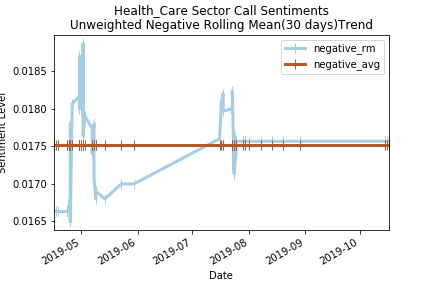 Health_Care Sector Call Sentiments
Unweighted Negative Rolling Mean(30 days)Trend
negative_rm
negative_avg
0.0185
0.0180
0.0175
0.0170
0.0165
Sentiment Level
2019-05
2019-06
2019-07
2019-08
2019-09
2019-10
Date